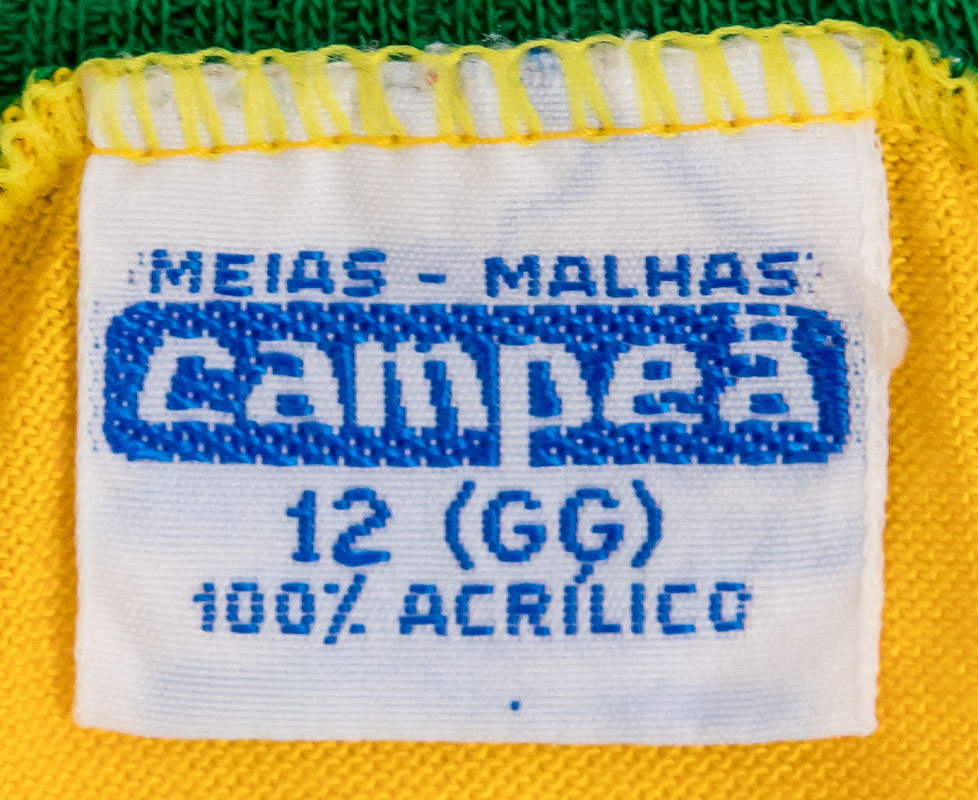 MEIAS - MALHAS
campeã
12 (GG)
100% ACRÍLICO